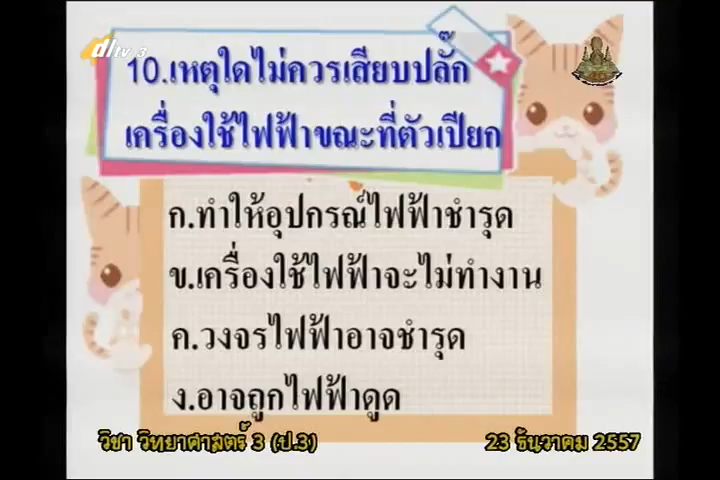 dltv 3
10.เหตุใดไม่ควรเสียบปลั๊ก
เครื่องใช้ไฟฟ้าขณะที่ตัวเปียก
ก.ทำให้อุปกรณ์ไฟฟ้าชำรุด
ข.เครื่องใช้ไฟฟ้าจะไม่ทำงาน
ค.วงจรไฟฟ้าอาจชำรุด
ง.อาจถูกไฟฟ้าดูด
วิชา วิทยาศาสตร์ 3 (ป.3) 23 ธันวาคม 2557